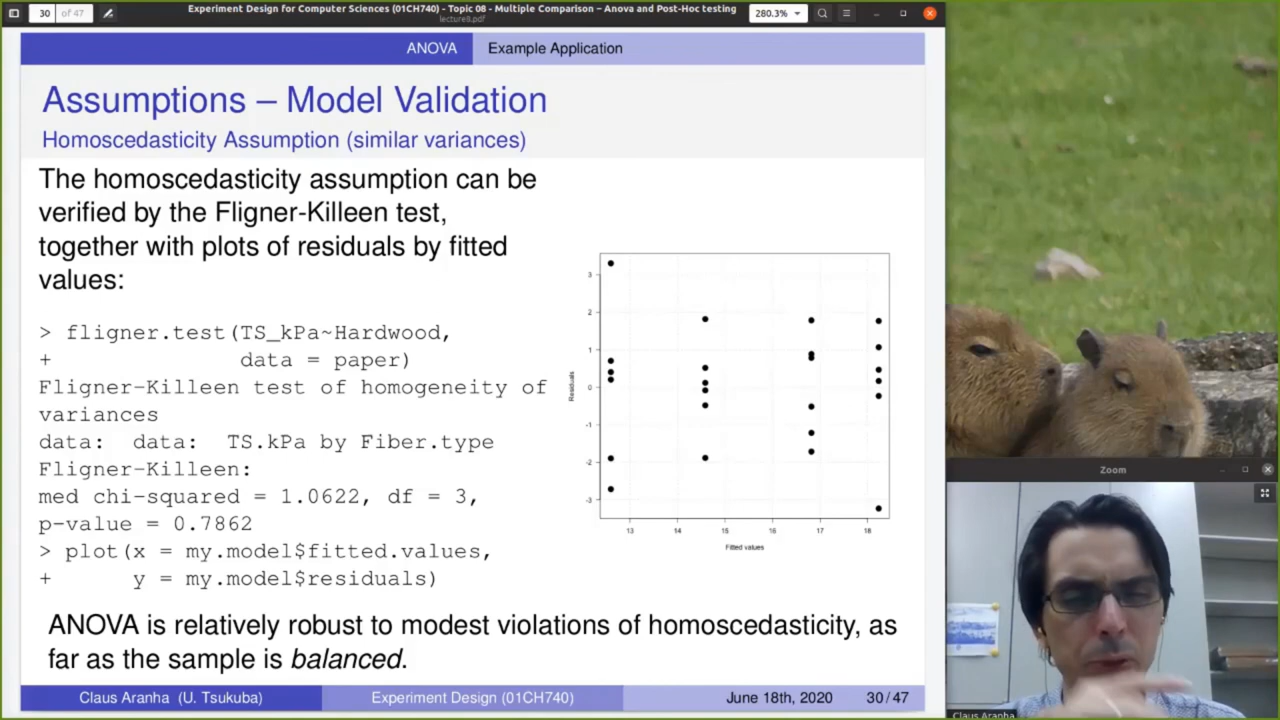 30 of 47
Experiment Design for Computer Sciences (01CH740) - Topic 08 - Multiple Comparison – Anova and Post-Hoc testing
lecture8.pdf
280.3%
ANOVA Example Application
Assumptions – Model Validation
Homoscedasticity Assumption (similar variances)
The homoscedasticity assumption can be
verified by the Fligner-Killeen test,
together with plots of residuals by fitted
values:
> fligner.test(TS_kPa~Hardwood,
+ data = paper)
Fligner-Killeen test of homogeneity of
variances
data: data: TS.kPa by Fiber.type
Fligner-Killeen:
med chi-squared = 1.0622, df = 3,
p-value = 0.7862
> plot(x = my.model$fitted.values,
+ y = my.model$residuals)
3
2
1
0
-1
-2
-3
Residuals
13 14 15 16 17 18
Fitted values
ANOVA is relatively robust to modest violations of homoscedasticity, as
far as the sample is balanced.
Claus Aranha (U. Tsukuba) Experiment Design (01CH740) June 18th, 2020 30 / 47
Zoom
Claus Aranha